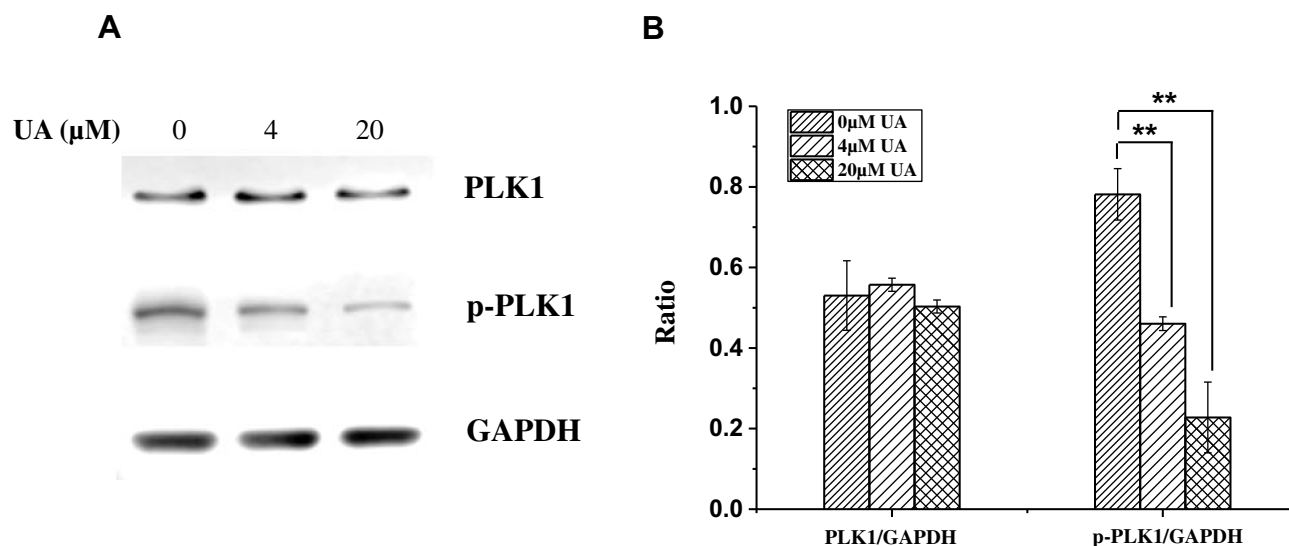 A
UA (μM) 0 4 20
PLK1
p-PLK1
GAPDH
B
1.0
0.8
0.6
0.4
0.2
0.0
Ratio
0μM UA
4μM UA
20μM UA
**
**
PLK1/GAPDH p-PLK1/GAPDH